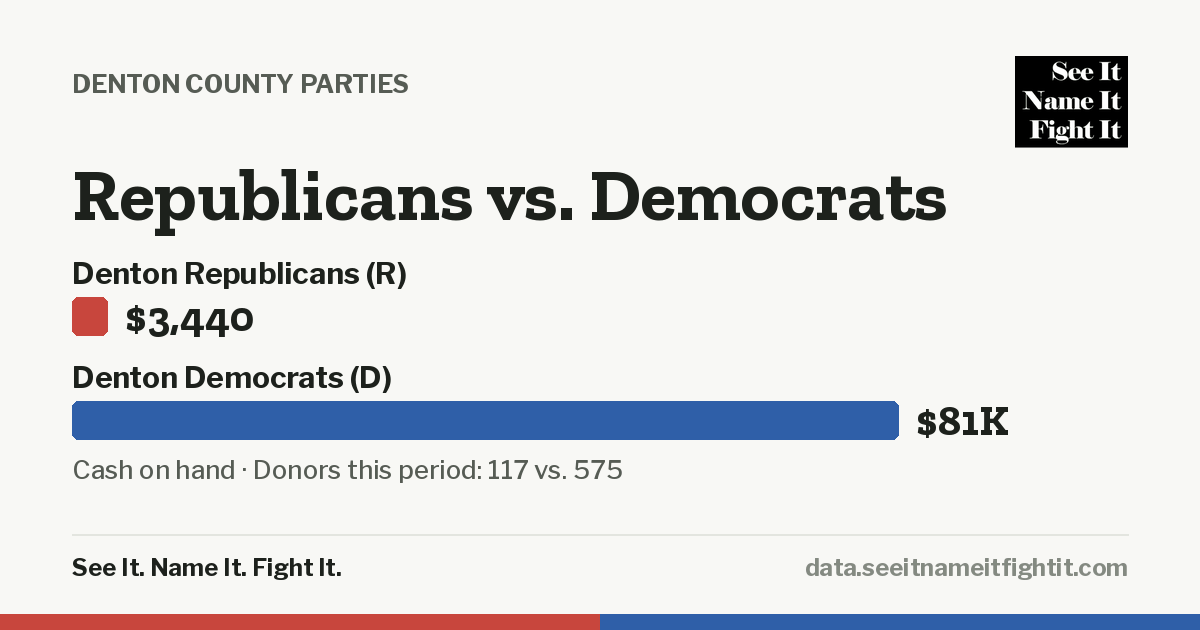 DENTON COUNTY PARTIES
See It
Name It
Fight It
Republicans vs. Democrats
Denton Republicans (R)
$3,440
Denton Democrats (D)
$81K
Cash on hand · Donors this period: 117 vs. 575
See It. Name It. Fight It.
data.seeitnameitfightit.com